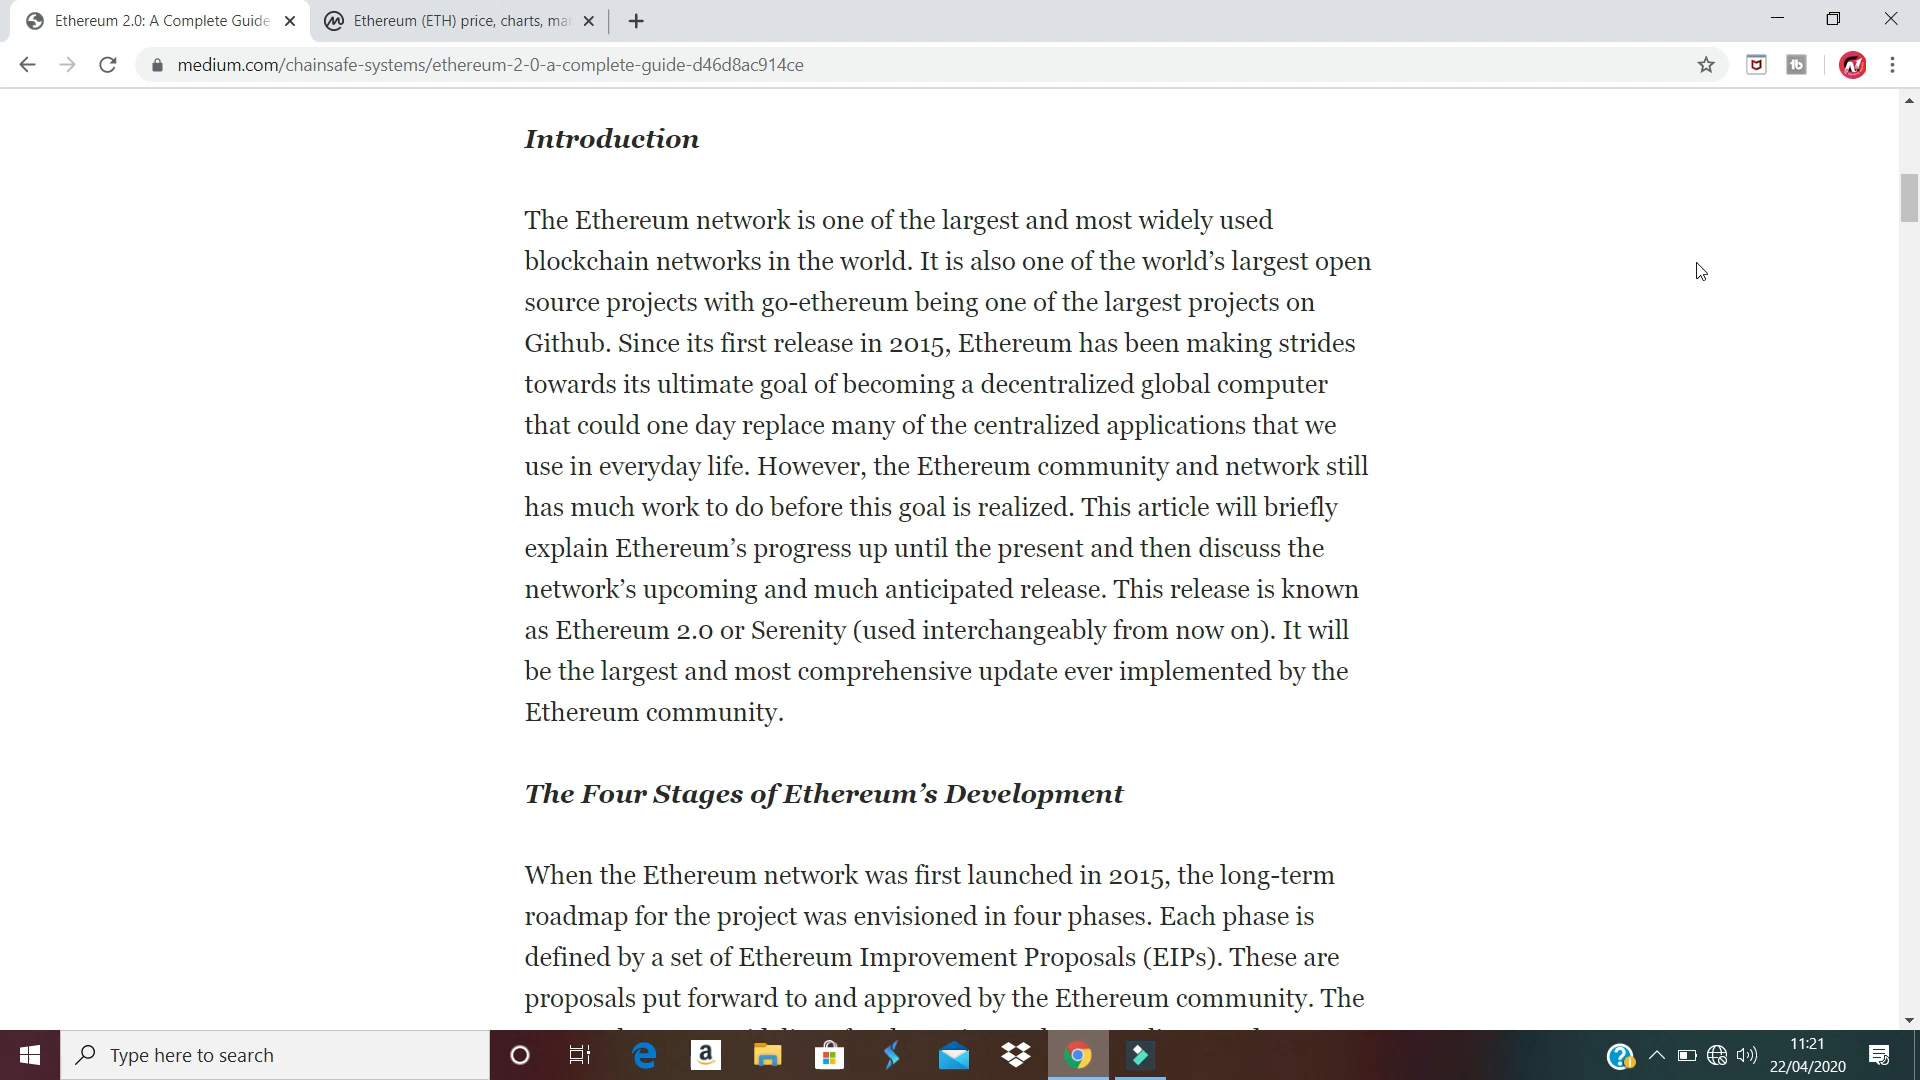 Ethereum 2.0: A Complete Guide
Ethereum (ETH) price, charts, mar
medium.com/chainsafe-systems/ethereum-2-0-a-complete-guide-d46d8ac914ce
Introduction
The Ethereum network is one of the largest and most widely used
blockchain networks in the world. It is also one of the world’s largest open
source projects with go-ethereum being one of the largest projects on
Github. Since its first release in 2015, Ethereum has been making strides
towards its ultimate goal of becoming a decentralized global computer
that could one day replace many of the centralized applications that we
use in everyday life. However, the Ethereum community and network still
has much work to do before this goal is realized. This article will briefly
explain Ethereum’s progress up until the present and then discuss the
network’s upcoming and much anticipated release. This release is known
as Ethereum 2.0 or Serenity (used interchangeably from now on). It will
be the largest and most comprehensive update ever implemented by the
Ethereum community.
The Four Stages of Ethereum’s Development
When the Ethereum network was first launched in 2015, the long-term
roadmap for the project was envisioned in four phases. Each phase is
defined by a set of Ethereum Improvement Proposals (EIPs). These are
proposals put forward to and approved by the Ethereum community. The
Type here to search
11:21
22/04/2020